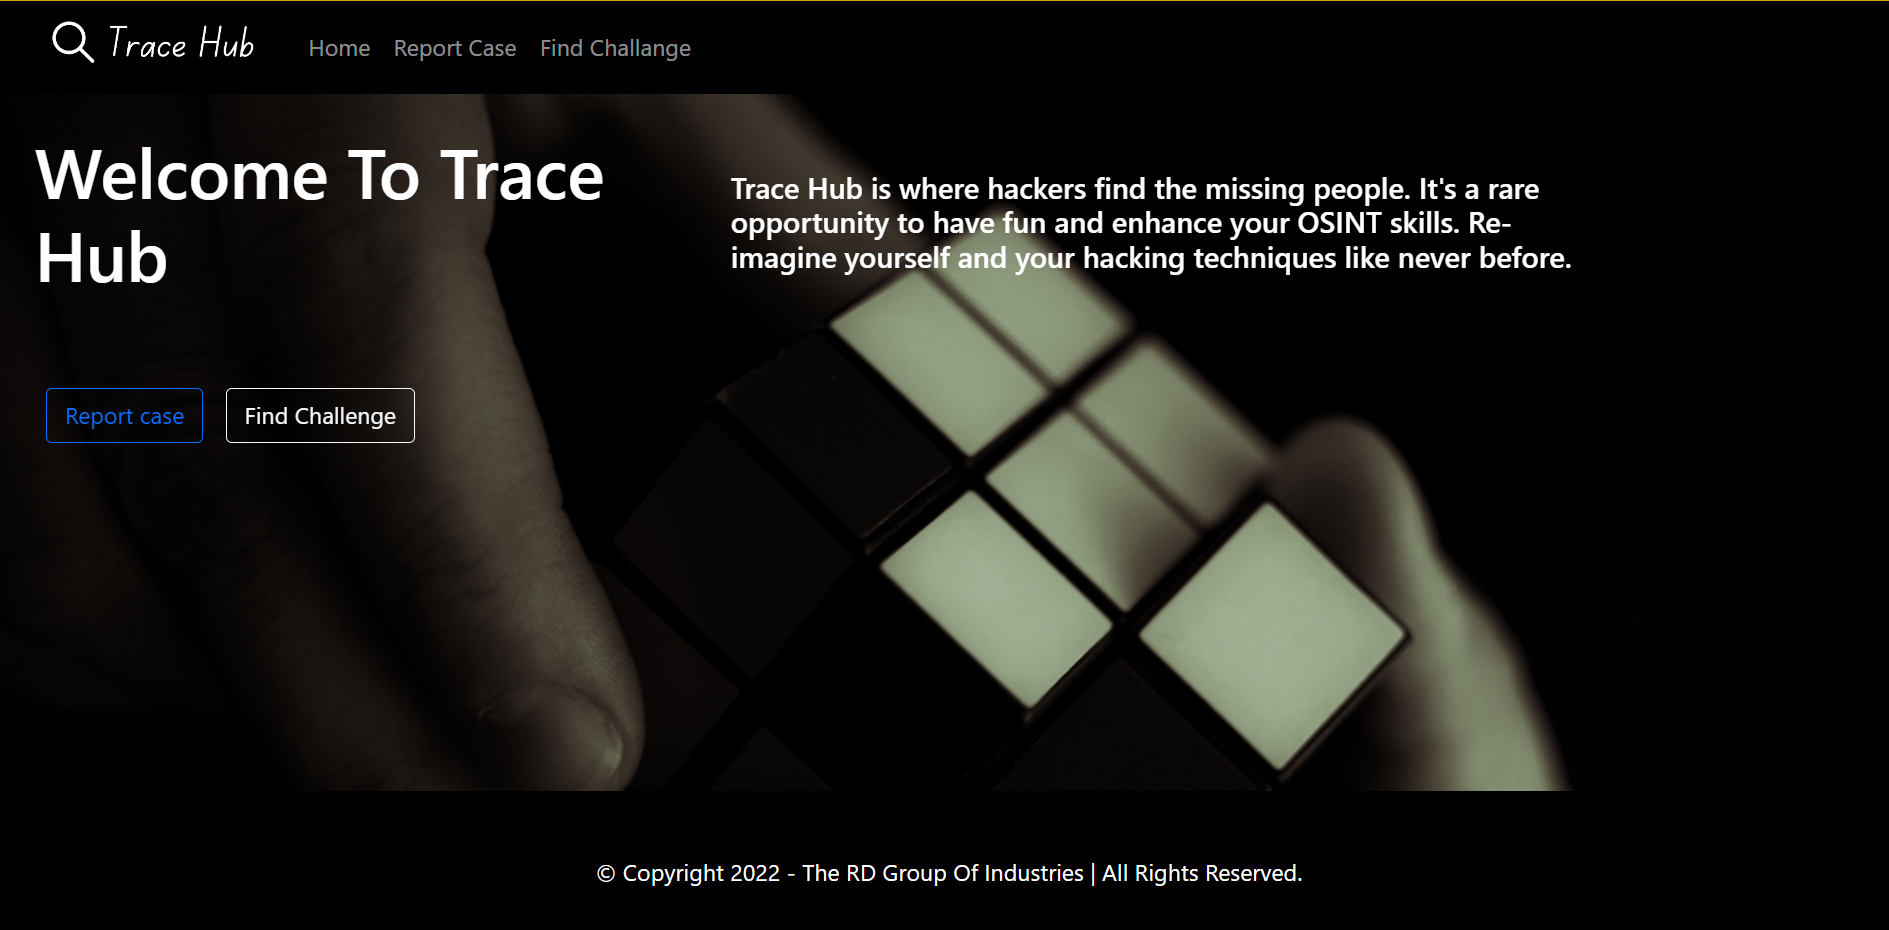 Trace Hub
Home Report Case Find Challange
Welcome To Trace
Hub
Trace Hub is where hackers find the missing people. It's a rare
opportunity to have fun and enhance your OSINT skills. Re-
imagine yourself and your hacking techniques like never before.
Report case Find Challenge
© Copyright 2022 - The RD Group Of Industries | All Rights Reserved.